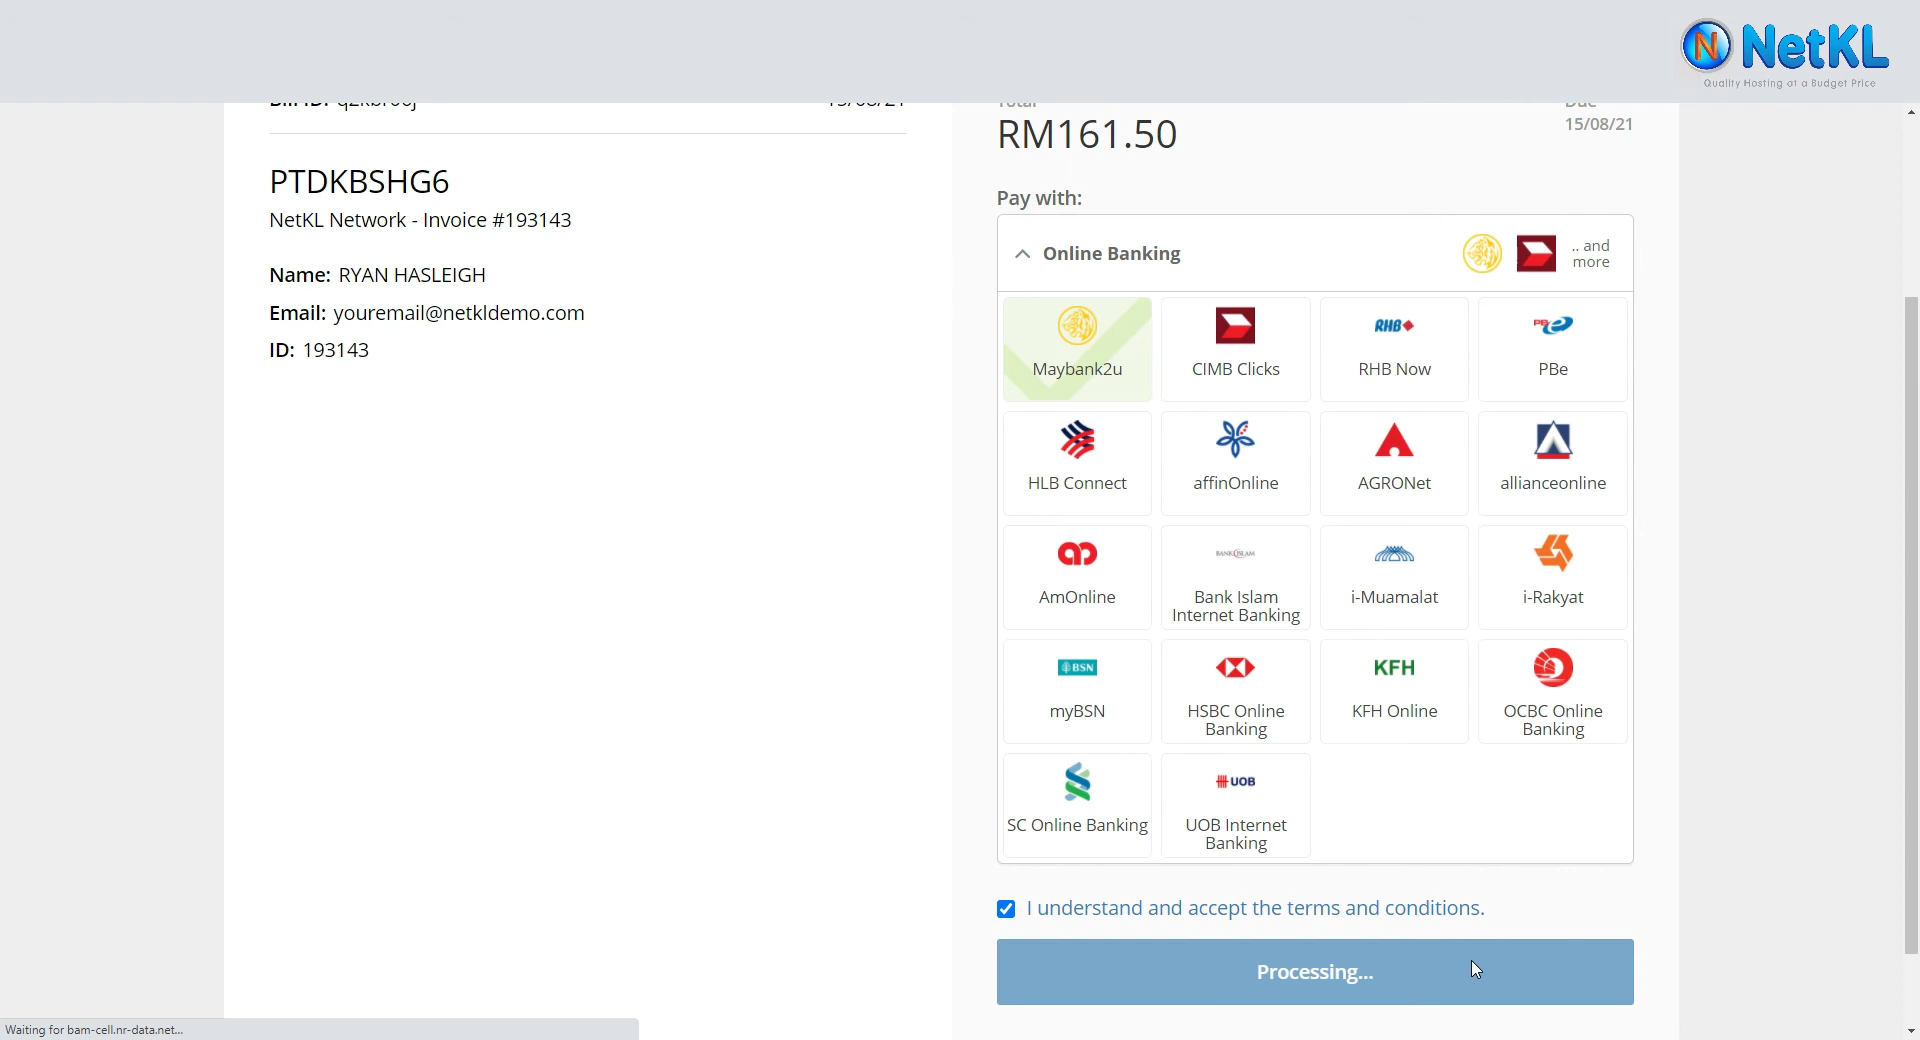 NetKL
Quality Hosting at a Budget Price
RM161.50
15/08/21
PTDKBSHG6
NetKL Network - Invoice #193143
Name: RYAN HASLEIGH
Email: youremail@netkldemo.com
ID: 193143
Pay with:
Online Banking
.. and
more
Maybank2u
CIMB Clicks
RHB
RHB Now
PBe
PBe
HLB Connect
affinOnline
AGRONet
allianceonline
AmOnline
BANK ISLAM
Bank Islam
Internet Banking
i-Muamalat
i-Rakyat
BSN
myBSN
HSBC Online
Banking
KFH
KFH Online
OCBC Online
Banking
SC Online Banking
UOB
UOB Internet
Banking
I understand and accept the terms and conditions.
Processing...
Waiting for bam-cell.nr-data.net...